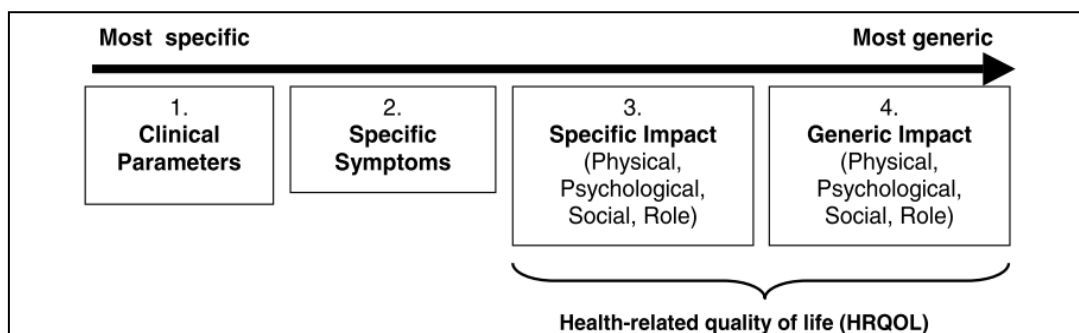 Most specific
Most generic
1.
Clinical
Parameters
2.
Specific
Symptoms
3.
Specific Impact
(Physical,
Psychological,
Social, Role)
4.
Generic Impact
(Physical,
Psychological,
Social, Role)
Health-related quality of life (HRQOL)